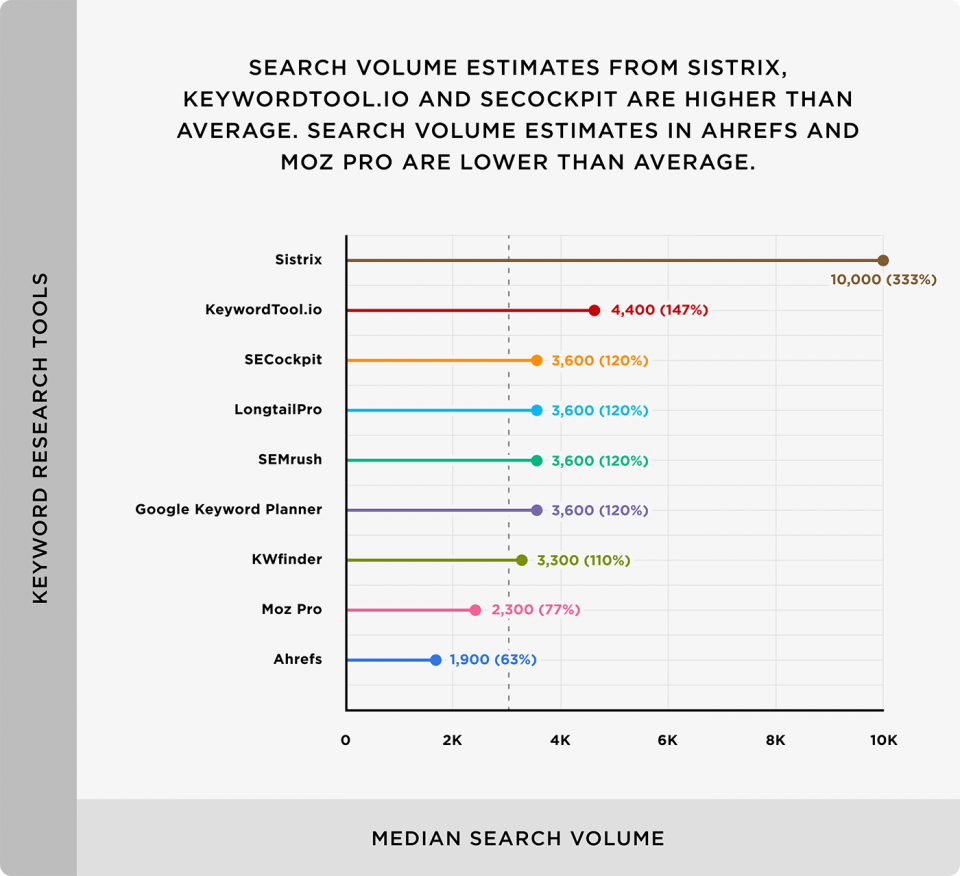 SEARCH VOLUME ESTIMATES FROM SISTRIX,
KEYWORDTOOL.IO AND SECOCKPIT ARE HIGHER THAN
AVERAGE. SEARCH VOLUME ESTIMATES IN AHREFS AND
MOZ PRO ARE LOWER THAN AVERAGE.
KEYWORD RESEARCH TOOLS
Sistrix
10,000 (333%)
KeywordTool.io 4,400 (147%)
SECockpit 3,600 (120%)
LongtailPro 3,600 (120%)
SEMrush 3,600 (120%)
Google Keyword Planner 3,600 (120%)
KWfinder 3,300 (110%)
Moz Pro 2,300 (77%)
Ahrefs 1,900 (63%)
0 2K 4K 6K 8K 10K
MEDIAN SEARCH VOLUME